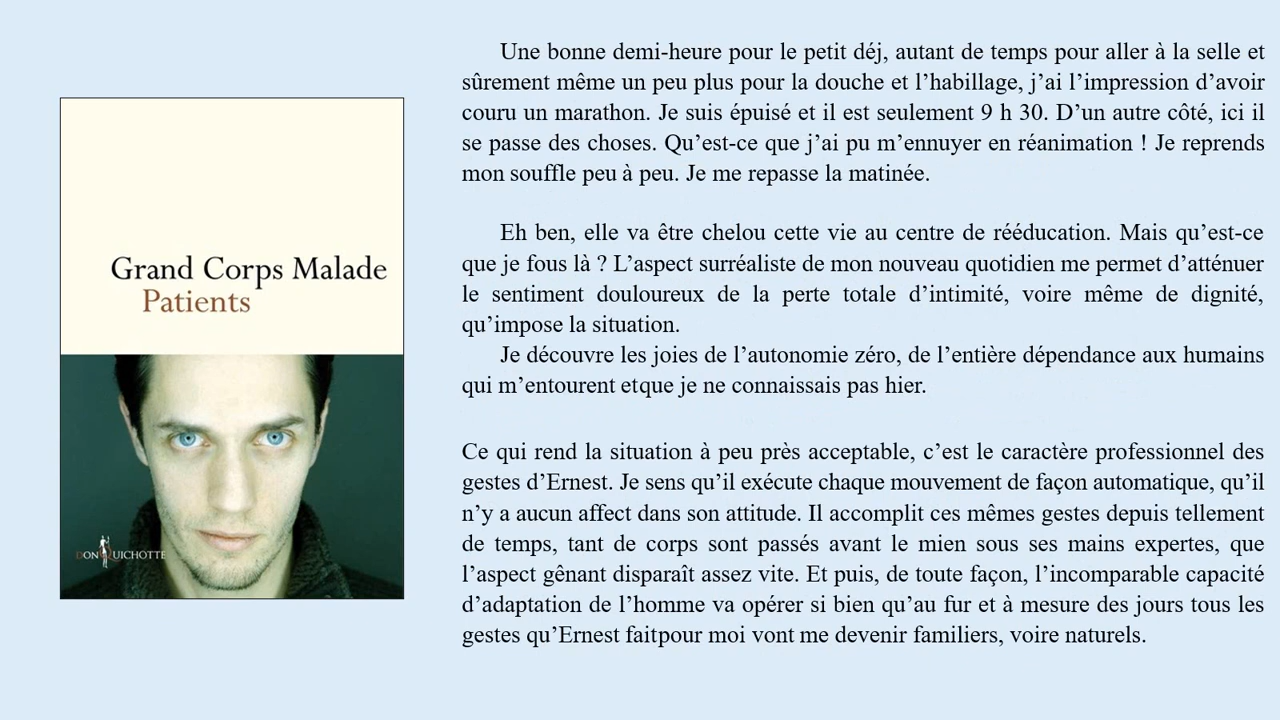 Grand Corps Malade
Patients
DONQUICHOTTE
Une bonne demi-heure pour le petit déj, autant de temps pour aller à la selle et
sûrement même un peu plus pour la douche et l’habillage, j’ai l’impression d’avoir
couru un marathon. Je suis épuisé et il est seulement 9 h 30. D’un autre côté, ici il
se passe des choses. Qu’est-ce que j’ai pu m’ennuyer en réanimation ! Je reprends
mon souffle peu à peu. Je me repasse la matinée.
Eh ben, elle va être chelou cette vie au centre de rééducation. Mais qu’est-ce
que je fous là ? L’aspect surréaliste de mon nouveau quotidien me permet d’atténuer
le sentiment douloureux de la perte totale d’intimité, voire même de dignité,
qu’impose la situation.
Je découvre les joies de l’autonomie zéro, de l’entière dépendance aux humains
qui m’entourent etque je ne connaissais pas hier.
Ce qui rend la situation à peu près acceptable, c’est le caractère professionnel des
gestes d’Ernest. Je sens qu’il exécute chaque mouvement de façon automatique, qu’il
n’y a aucun affect dans son attitude. Il accomplit ces mêmes gestes depuis tellement
de temps, tant de corps sont passés avant le mien sous ses mains expertes, que
l’aspect gênant disparaît assez vite. Et puis, de toute façon, l’incomparable capacité
d’adaptation de l’homme va opérer si bien qu’au fur et à mesure des jours tous les
gestes qu’Ernest faitpour moi vont me devenir familiers, voire naturels.